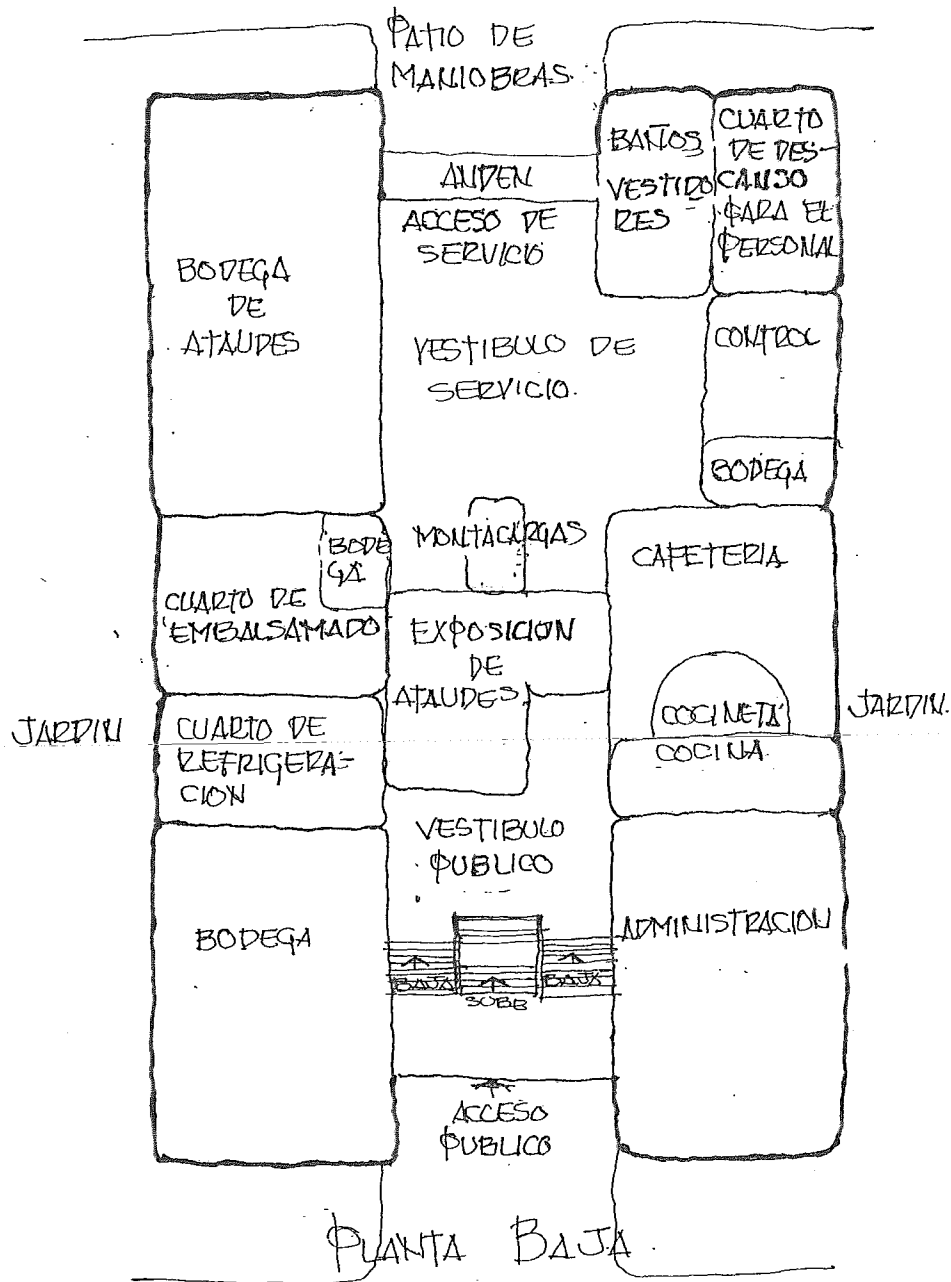 PATIO DE
MANIOBRAS.
BAÑOS
VESTIDO
RES
CUARTO
DE DES-
CANSO
PARA EL
PERSONAL
ANDEN
ACCESO DE
SERVICIO
BODEGA
DE
ATAUDES
VESTIBULO DE
SERVICIO.
CONTROL
BODEGA
BODE
GA
MONTACARGAS
CAFETERIA
CUARTO DE
EMBALSAMADO
EXPOSICION
DE
ATAUDES
JARDIN
CUARTO DE
REFRIGERA-
CION
COCINETA
COCINA
JARDIN.
VESTIBULO
PUBLICO
BODEGA
ADMINISTRACION
BAJA
SUBE
BAJA
ACCESO
PUBLICO
PLANTA BAJA.